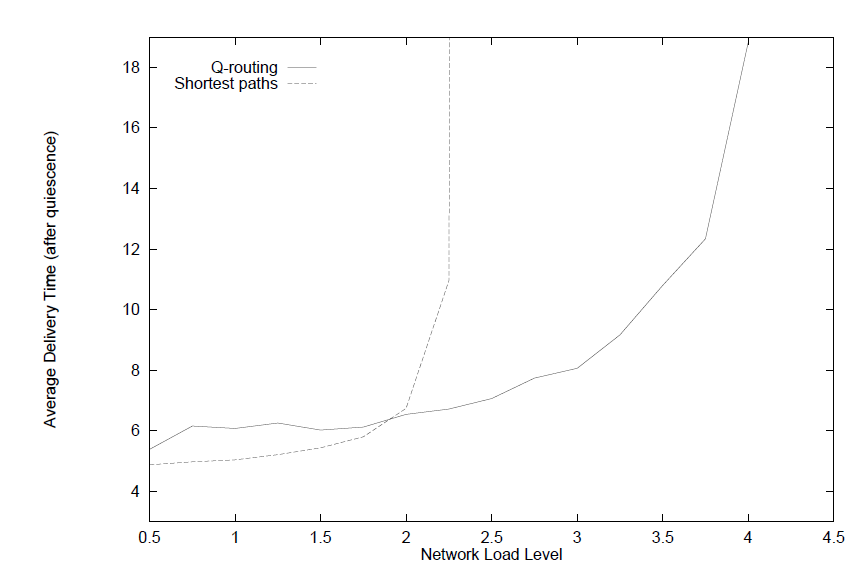 18
16
14
12
10
8
6
4
Average Delivery Time (after quiescence)
Q-routing
Shortest paths
0.5 1 1.5 2 2.5 3 3.5 4 4.5
Network Load Level